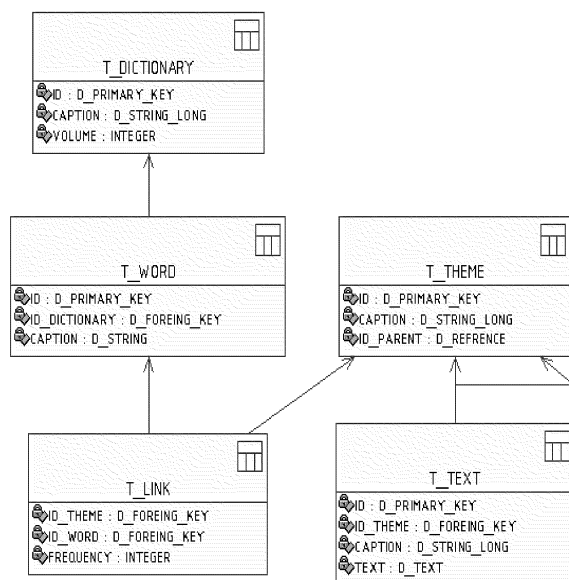 T_DICTIONARY
ID : D_PRIMARY_KEY
CAPTION : D_STRING_LONG
VOLUME : INTEGER
T_WORD
ID : D_PRIMARY_KEY
ID_DICTIONARY : D_FOREING_KEY
CAPTION : D_STRING
T_THEME
ID : D_PRIMARY_KEY
CAPTION : D_STRING_LONG
ID_PARENT : D_REFRENCE
T_LINK
ID_THEME : D_FOREING_KEY
ID_WORD : D_FOREING_KEY
FREQUENCY : INTEGER
T_TEXT
ID : D_PRIMARY_KEY
ID_THEME : D_FOREING_KEY
CAPTION : D_STRING_LONG
TEXT : D_TEXT